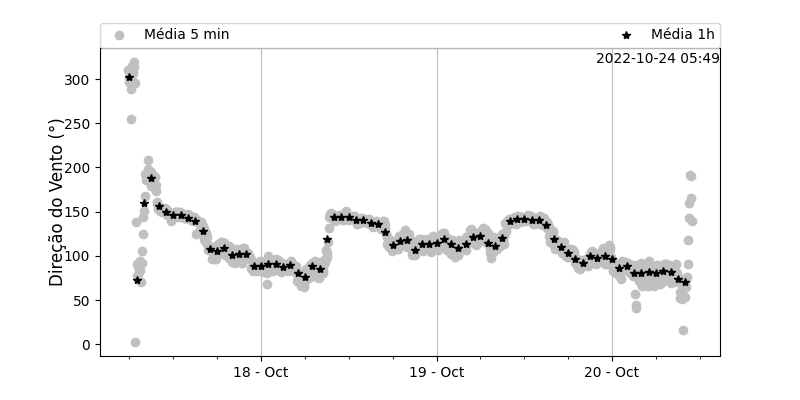 Média 5 min
Média 1h
2022-10-24 05:49
Direção do Vento (°)
300
250
200
150
100
50
0
18 - Oct
19 - Oct
20 - Oct